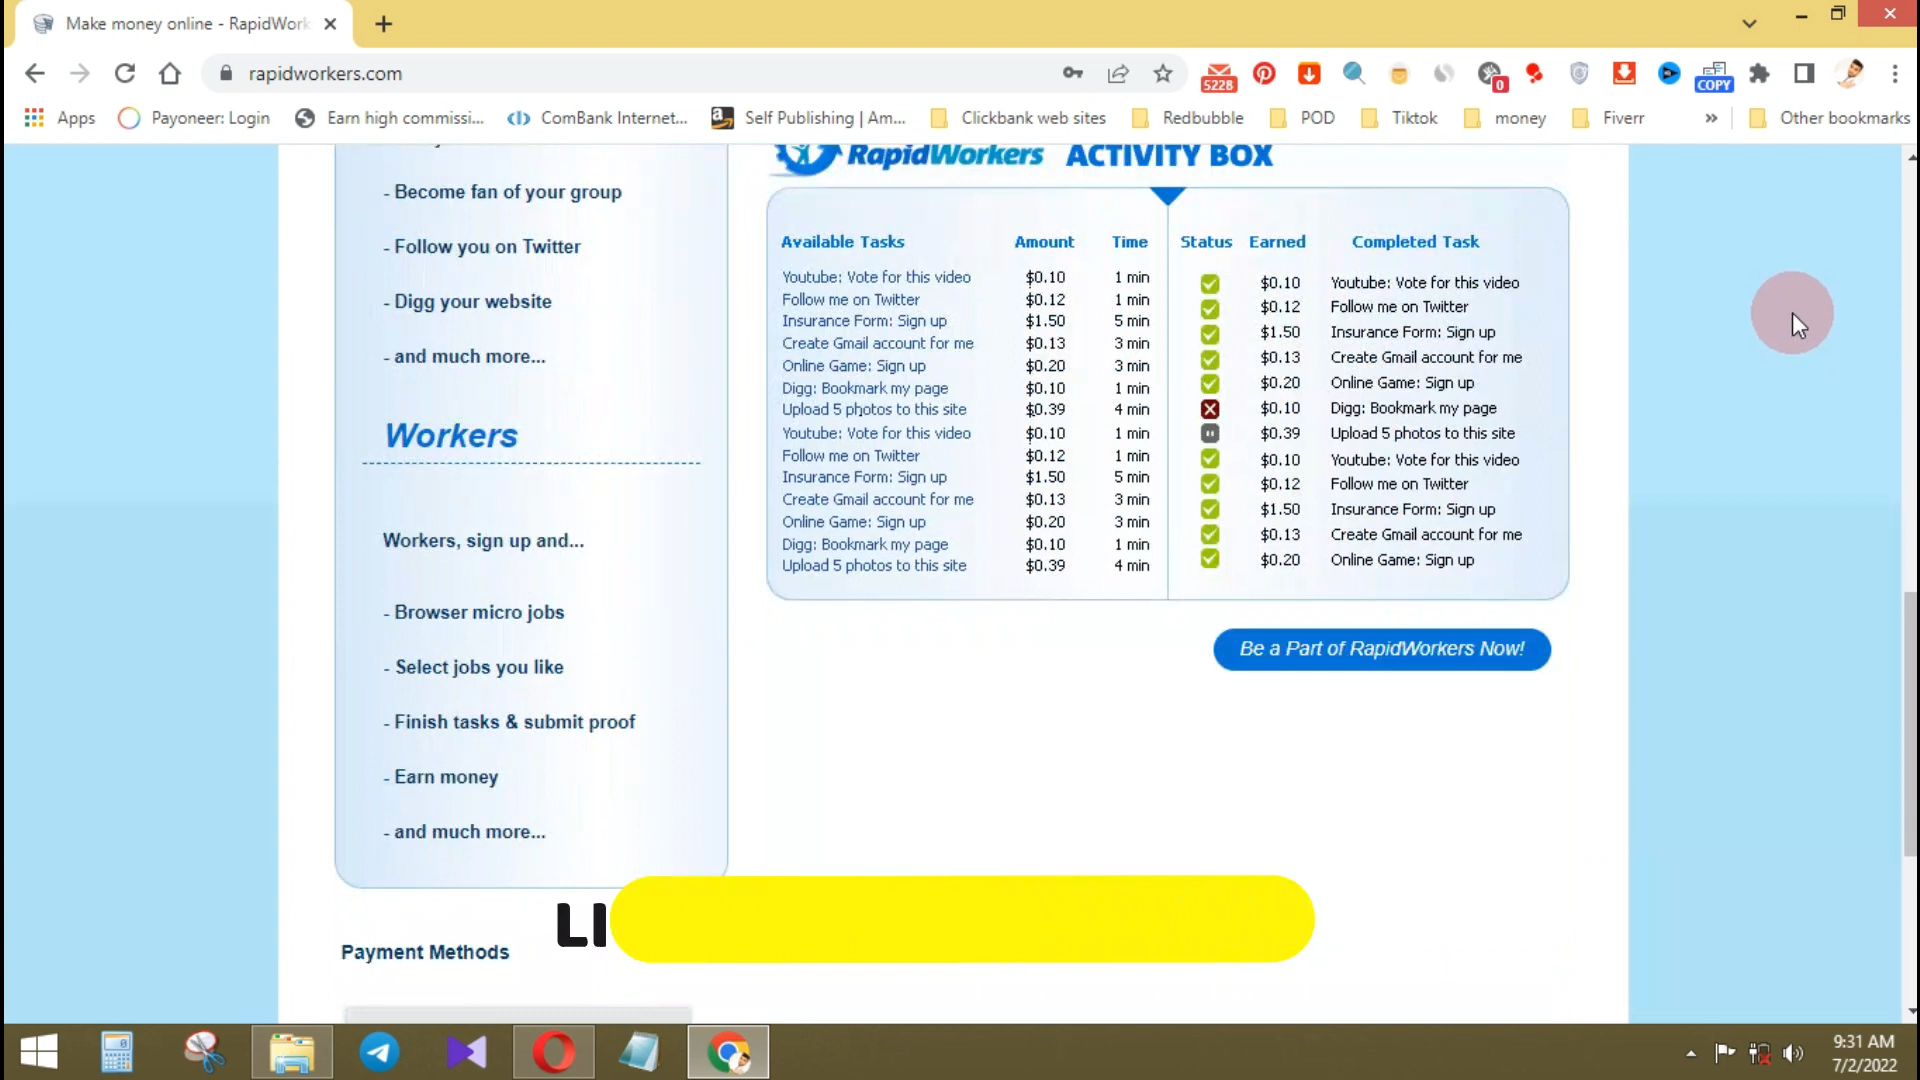 Make money online - RapidWork
rapidworkers.com
5228
0
COPY
Apps
Payoneer: Login
Earn high commissi...
ComBank Internet...
Self Publishing | Am...
Clickbank web sites
Redbubble
POD
Tiktok
money
Fiverr
Other bookmarks
- Become fan of your group
- Follow you on Twitter
- Digg your website
- and much more...
Workers
Workers, sign up and...
- Browser micro jobs
- Select jobs you like
- Finish tasks & submit proof
- Earn money
- and much more...
RapidWorkers ACTIVITY BOX
Available Tasks Amount Time
Youtube: Vote for this video $0.10 1 min
Follow me on Twitter $0.12 1 min
Insurance Form: Sign up $1.50 5 min
Create Gmail account for me $0.13 3 min
Online Game: Sign up $0.20 3 min
Digg: Bookmark my page $0.10 1 min
Upload 5 photos to this site $0.39 4 min
Youtube: Vote for this video $0.10 1 min
Follow me on Twitter $0.12 1 min
Insurance Form: Sign up $1.50 5 min
Create Gmail account for me $0.13 3 min
Online Game: Sign up $0.20 3 min
Digg: Bookmark my page $0.10 1 min
Upload 5 photos to this site $0.39 4 min
Status Earned Completed Task
$0.10 Youtube: Vote for this video
$0.12 Follow me on Twitter
$1.50 Insurance Form: Sign up
$0.13 Create Gmail account for me
$0.20 Online Game: Sign up
$0.10 Digg: Bookmark my page
$0.39 Upload 5 photos to this site
$0.10 Youtube: Vote for this video
$0.12 Follow me on Twitter
$1.50 Insurance Form: Sign up
$0.13 Create Gmail account for me
$0.20 Online Game: Sign up
Be a Part of RapidWorkers Now!
LI
Payment Methods
9:31 AM
7/2/2022